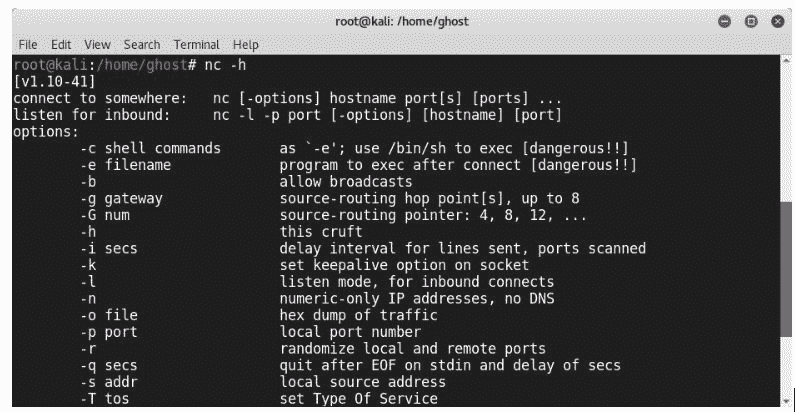 root@kali: /home/ghost
File Edit View Search Terminal Help
root@kali:/home/ghost# nc -h
[v1.10-41]
connect to somewhere: nc [-options] hostname port[s] [ports] ...
listen for inbound: nc -l -p port [-options] [hostname] [port]
options:
-c shell commands as `-e'; use /bin/sh to exec [dangerous!!]
-e filename program to exec after connect [dangerous!!]
-b allow broadcasts
-g gateway source-routing hop point[s], up to 8
-G num source-routing pointer: 4, 8, 12, ...
-h this cruft
-i secs delay interval for lines sent, ports scanned
-k set keepalive option on socket
-l listen mode, for inbound connects
-n numeric-only IP addresses, no DNS
-o file hex dump of traffic
-p port local port number
-r randomize local and remote ports
-q secs quit after EOF on stdin and delay of secs
-s addr local source address
-T tos set Type Of Service